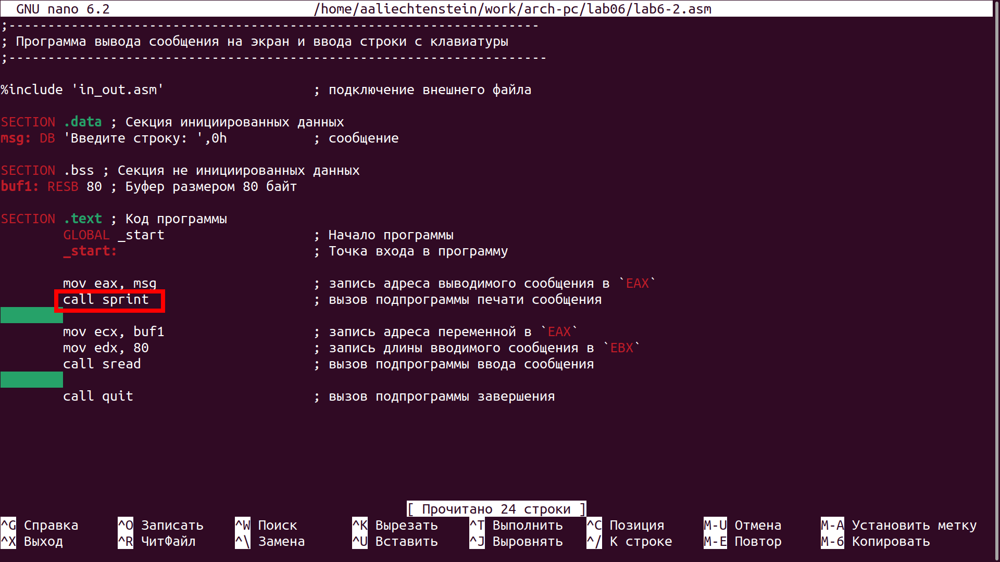 GNU nano 6.2 /home/aaliechtenstein/work/arch-pc/lab06/lab6-2.asm
;--------------------------------------------------------------------
; Программа вывода сообщения на экран и ввода строки с клавиатуры
;---------------------------------------------------------------------
%include 'in_out.asm' ; подключение внешнего файла
SECTION .data ; Секция инициированных данных
msg: DB 'Введите строку: ',0h ; сообщение
SECTION .bss ; Секция не инициированных данных
buf1: RESB 80 ; Буфер размером 80 байт
SECTION .text ; Код программы
GLOBAL _start ; Начало программы
_start: ; Точка входа в программу
mov eax, msg ; запись адреса выводимого сообщения в `EAX`
call sprint ; вызов подпрограммы печати сообщения
mov ecx, buf1 ; запись адреса переменной в `EAX`
mov edx, 80 ; запись длины вводимого сообщения в `EBX`
call sread ; вызов подпрограммы ввода сообщения
call quit ; вызов подпрограммы завершения
[ Прочитано 24 строки ]
^G Справка ^O Записать ^W Поиск ^K Вырезать ^T Выполнить ^C Позиция M-U Отмена M-A Установить метку
^X Выход ^R ЧитФайл ^\ Замена ^U Вставить ^J Выровнять ^/ К строке M-E Повтор M-6 Копировать